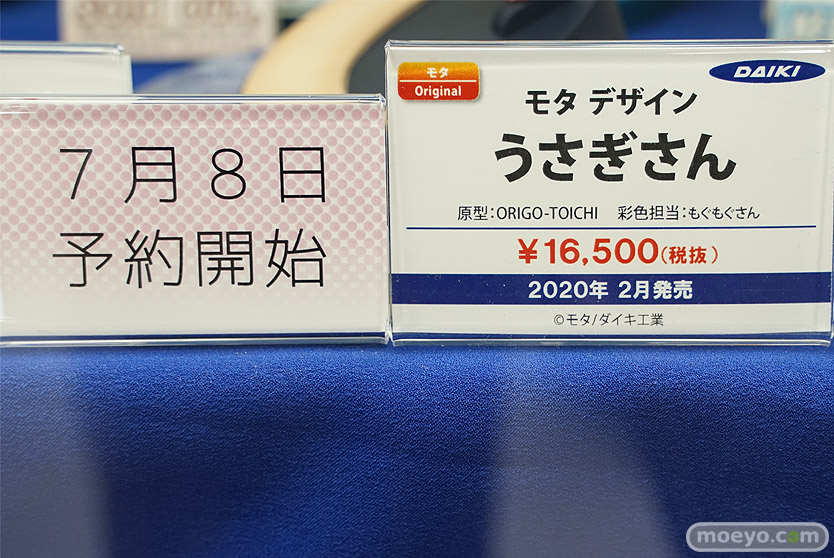 7月8日
予約開始
モタ
Original
DAIKI
モタ デザイン
うさぎさん
原型：ORIGO-TOICHI 彩色担当：もぐもぐさん
¥16,500(税抜)
2020年 2月発売
©モタ/ダイキ工業
moeyo.com